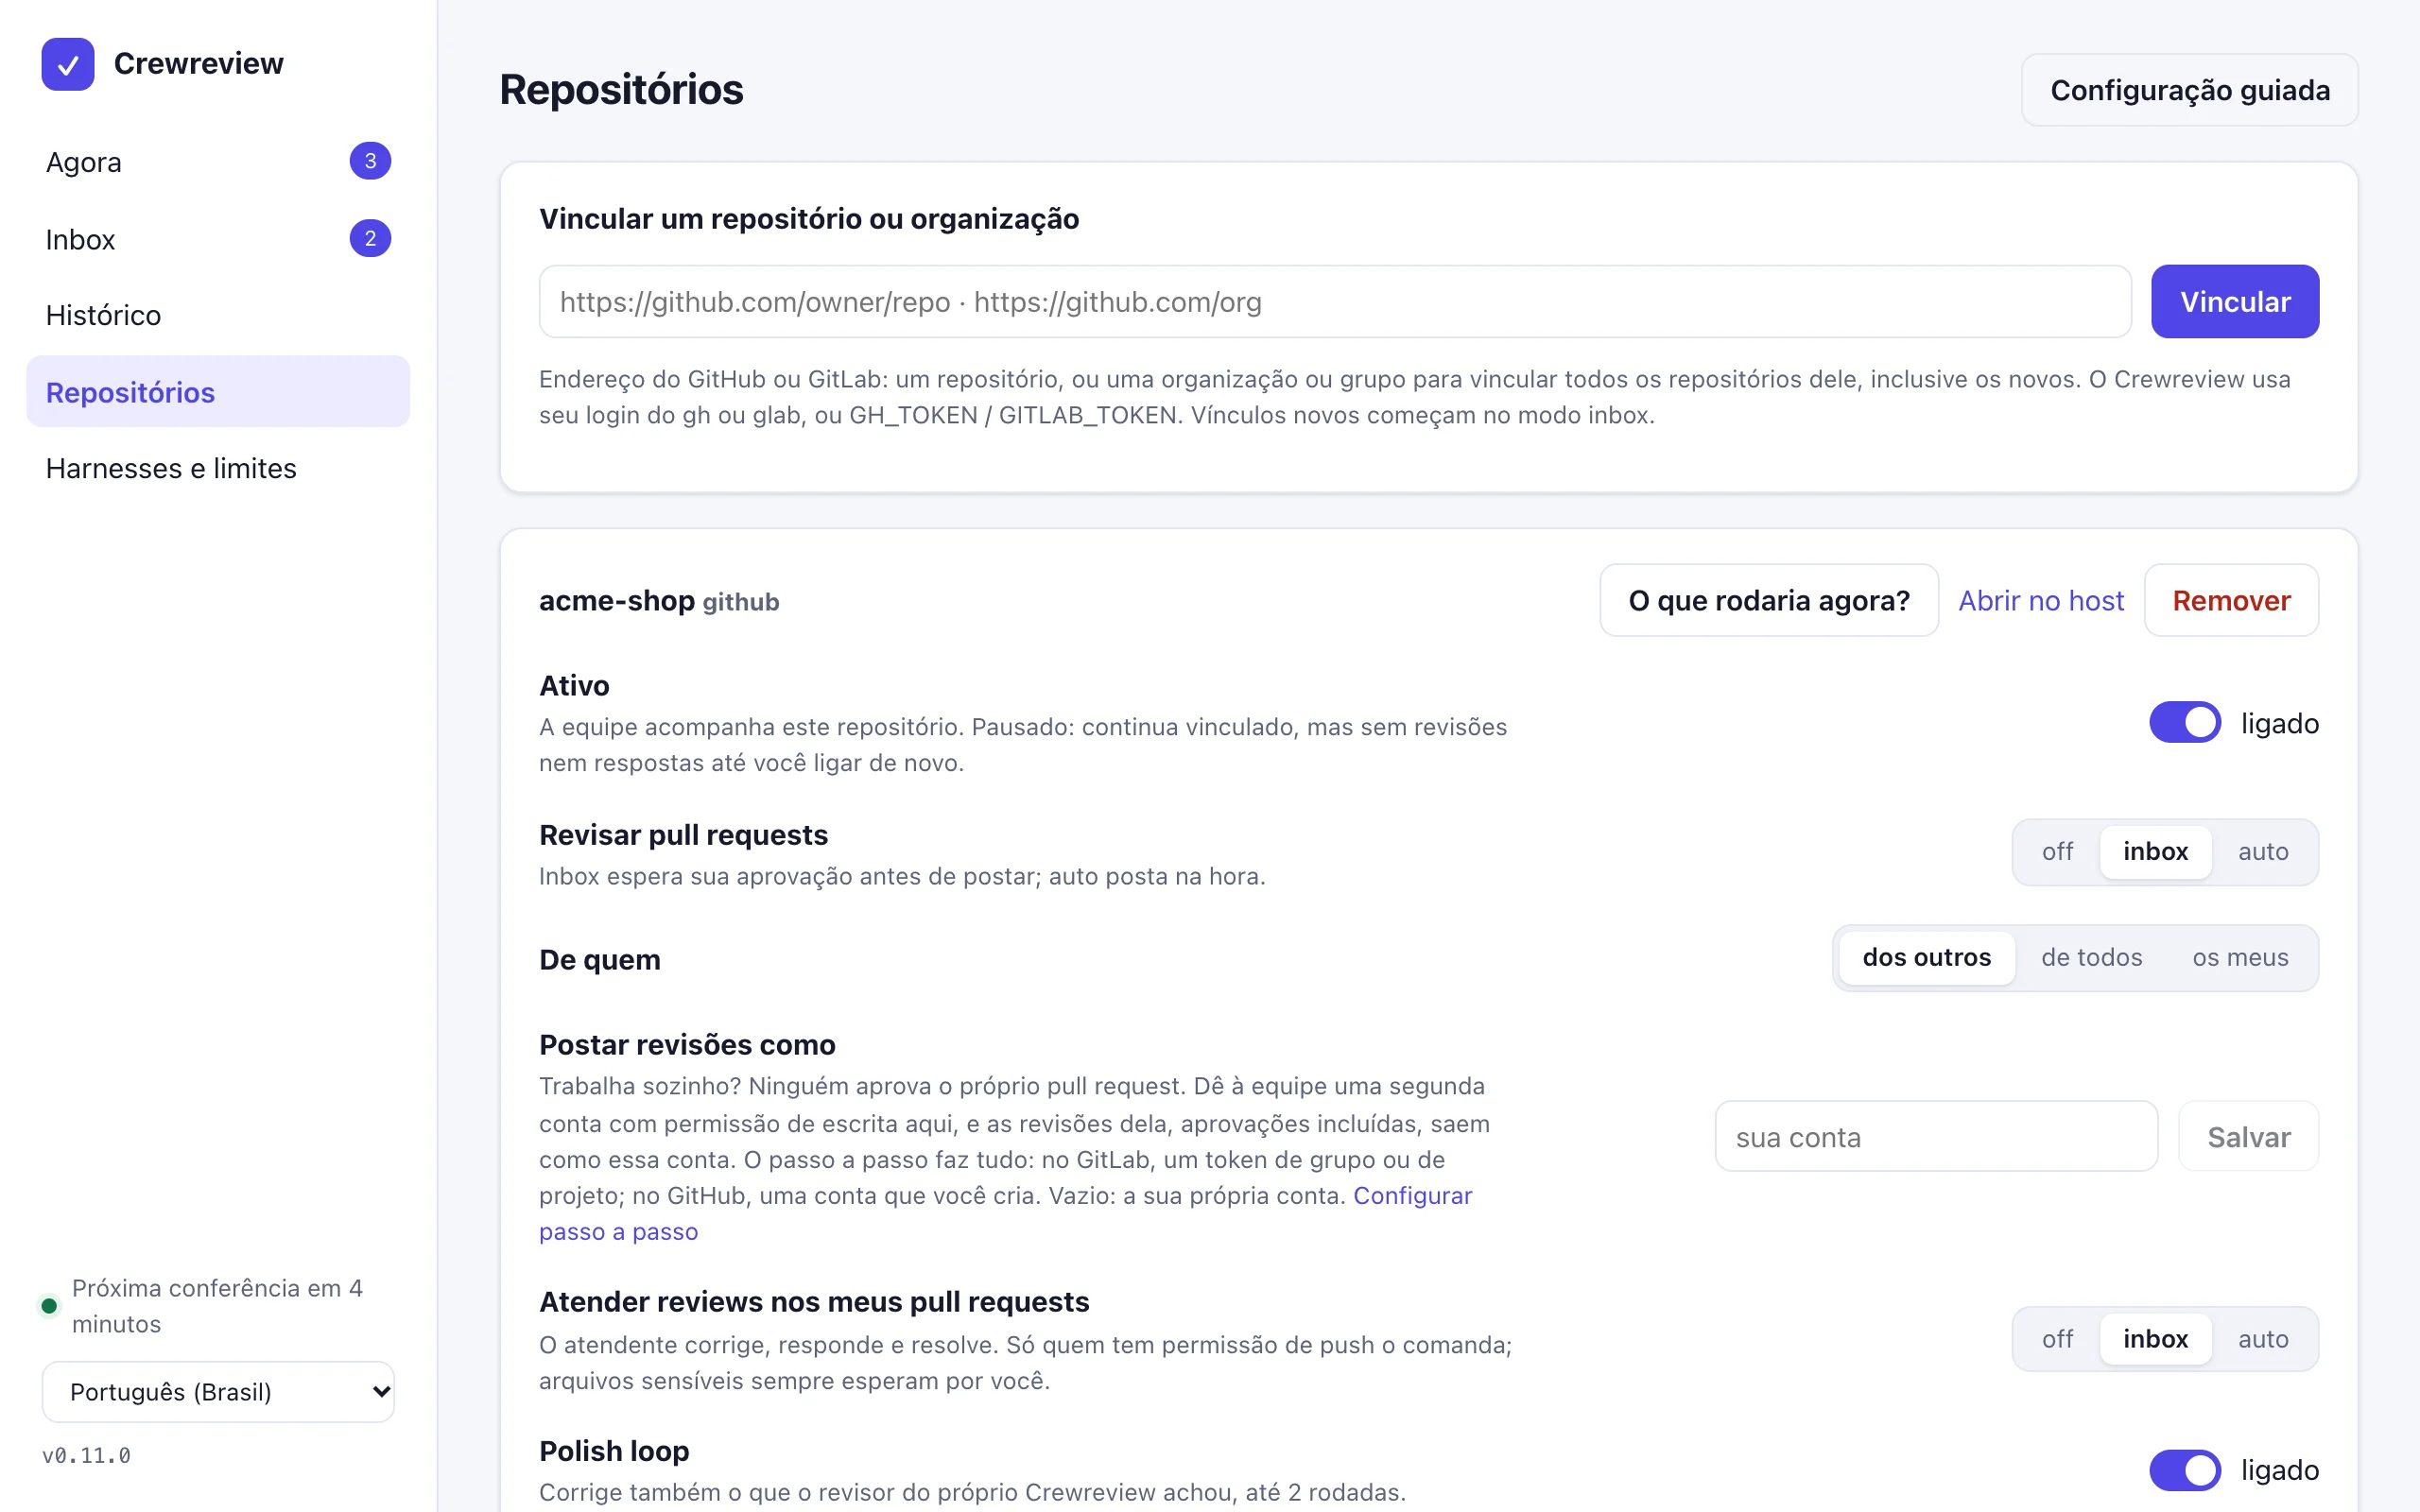 Crewreview
Agora 3
Inbox 2
Histórico
Repositórios
Harnesses e limites
Próxima conferência em 4
minutos
Português (Brasil)
v0.11.0
Repositórios
Configuração guiada
Vincular um repositório ou organização
https://github.com/owner/repo · https://github.com/org
Vincular
Endereço do GitHub ou GitLab: um repositório, ou uma organização ou grupo para vincular todos os repositórios dele, inclusive os novos. O Crewreview usa
seu login do gh ou glab, ou GH_TOKEN / GITLAB_TOKEN. Vínculos novos começam no modo inbox.
acme-shop github
O que rodaria agora?
Abrir no host
Remover
Ativo
A equipe acompanha este repositório. Pausado: continua vinculado, mas sem revisões
nem respostas até você ligar de novo.
ligado
Revisar pull requests
Inbox espera sua aprovação antes de postar; auto posta na hora.
off inbox auto
De quem
dos outros de todos os meus
Postar revisões como
Trabalha sozinho? Ninguém aprova o próprio pull request. Dê à equipe uma segunda
conta com permissão de escrita aqui, e as revisões dela, aprovações incluídas, saem
como essa conta. O passo a passo faz tudo: no GitLab, um token de grupo ou de
projeto; no GitHub, uma conta que você cria. Vazio: a sua própria conta. Configurar
passo a passo
sua conta
Salvar
Atender reviews nos meus pull requests
O atendente corrige, responde e resolve. Só quem tem permissão de push o comanda;
arquivos sensíveis sempre esperam por você.
off inbox auto
Polish loop
Corrige também o que o revisor do próprio Crewreview achou, até 2 rodadas.
ligado